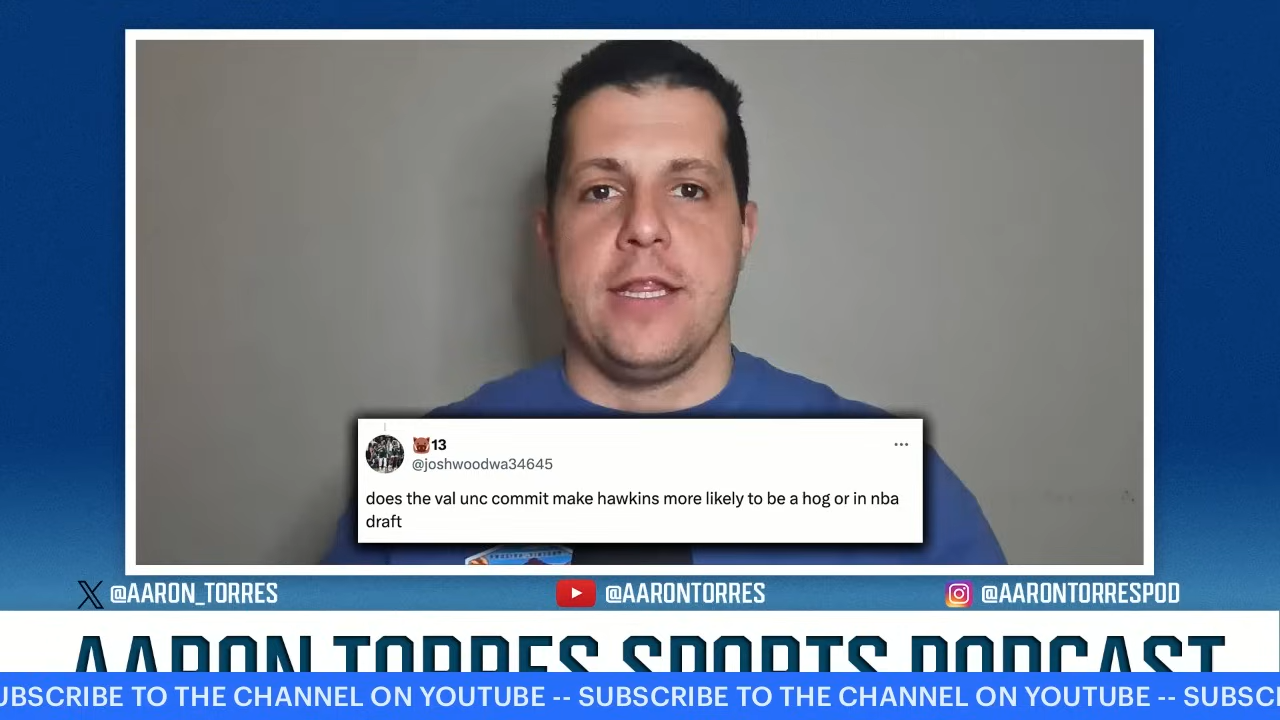 13
@joshwoodwa34645
does the val unc commit make hawkins more likely to be a hog or in nba
draft
@AARON_TORRES
@AARONTORRES
@AARONTORRESPOD
AARON TORRES SPORTS PODCAST
UBSCRIBE TO THE CHANNEL ON YOUTUBE -- SUBSCRIBE TO THE CHANNEL ON YOUTUBE -- SUBSC